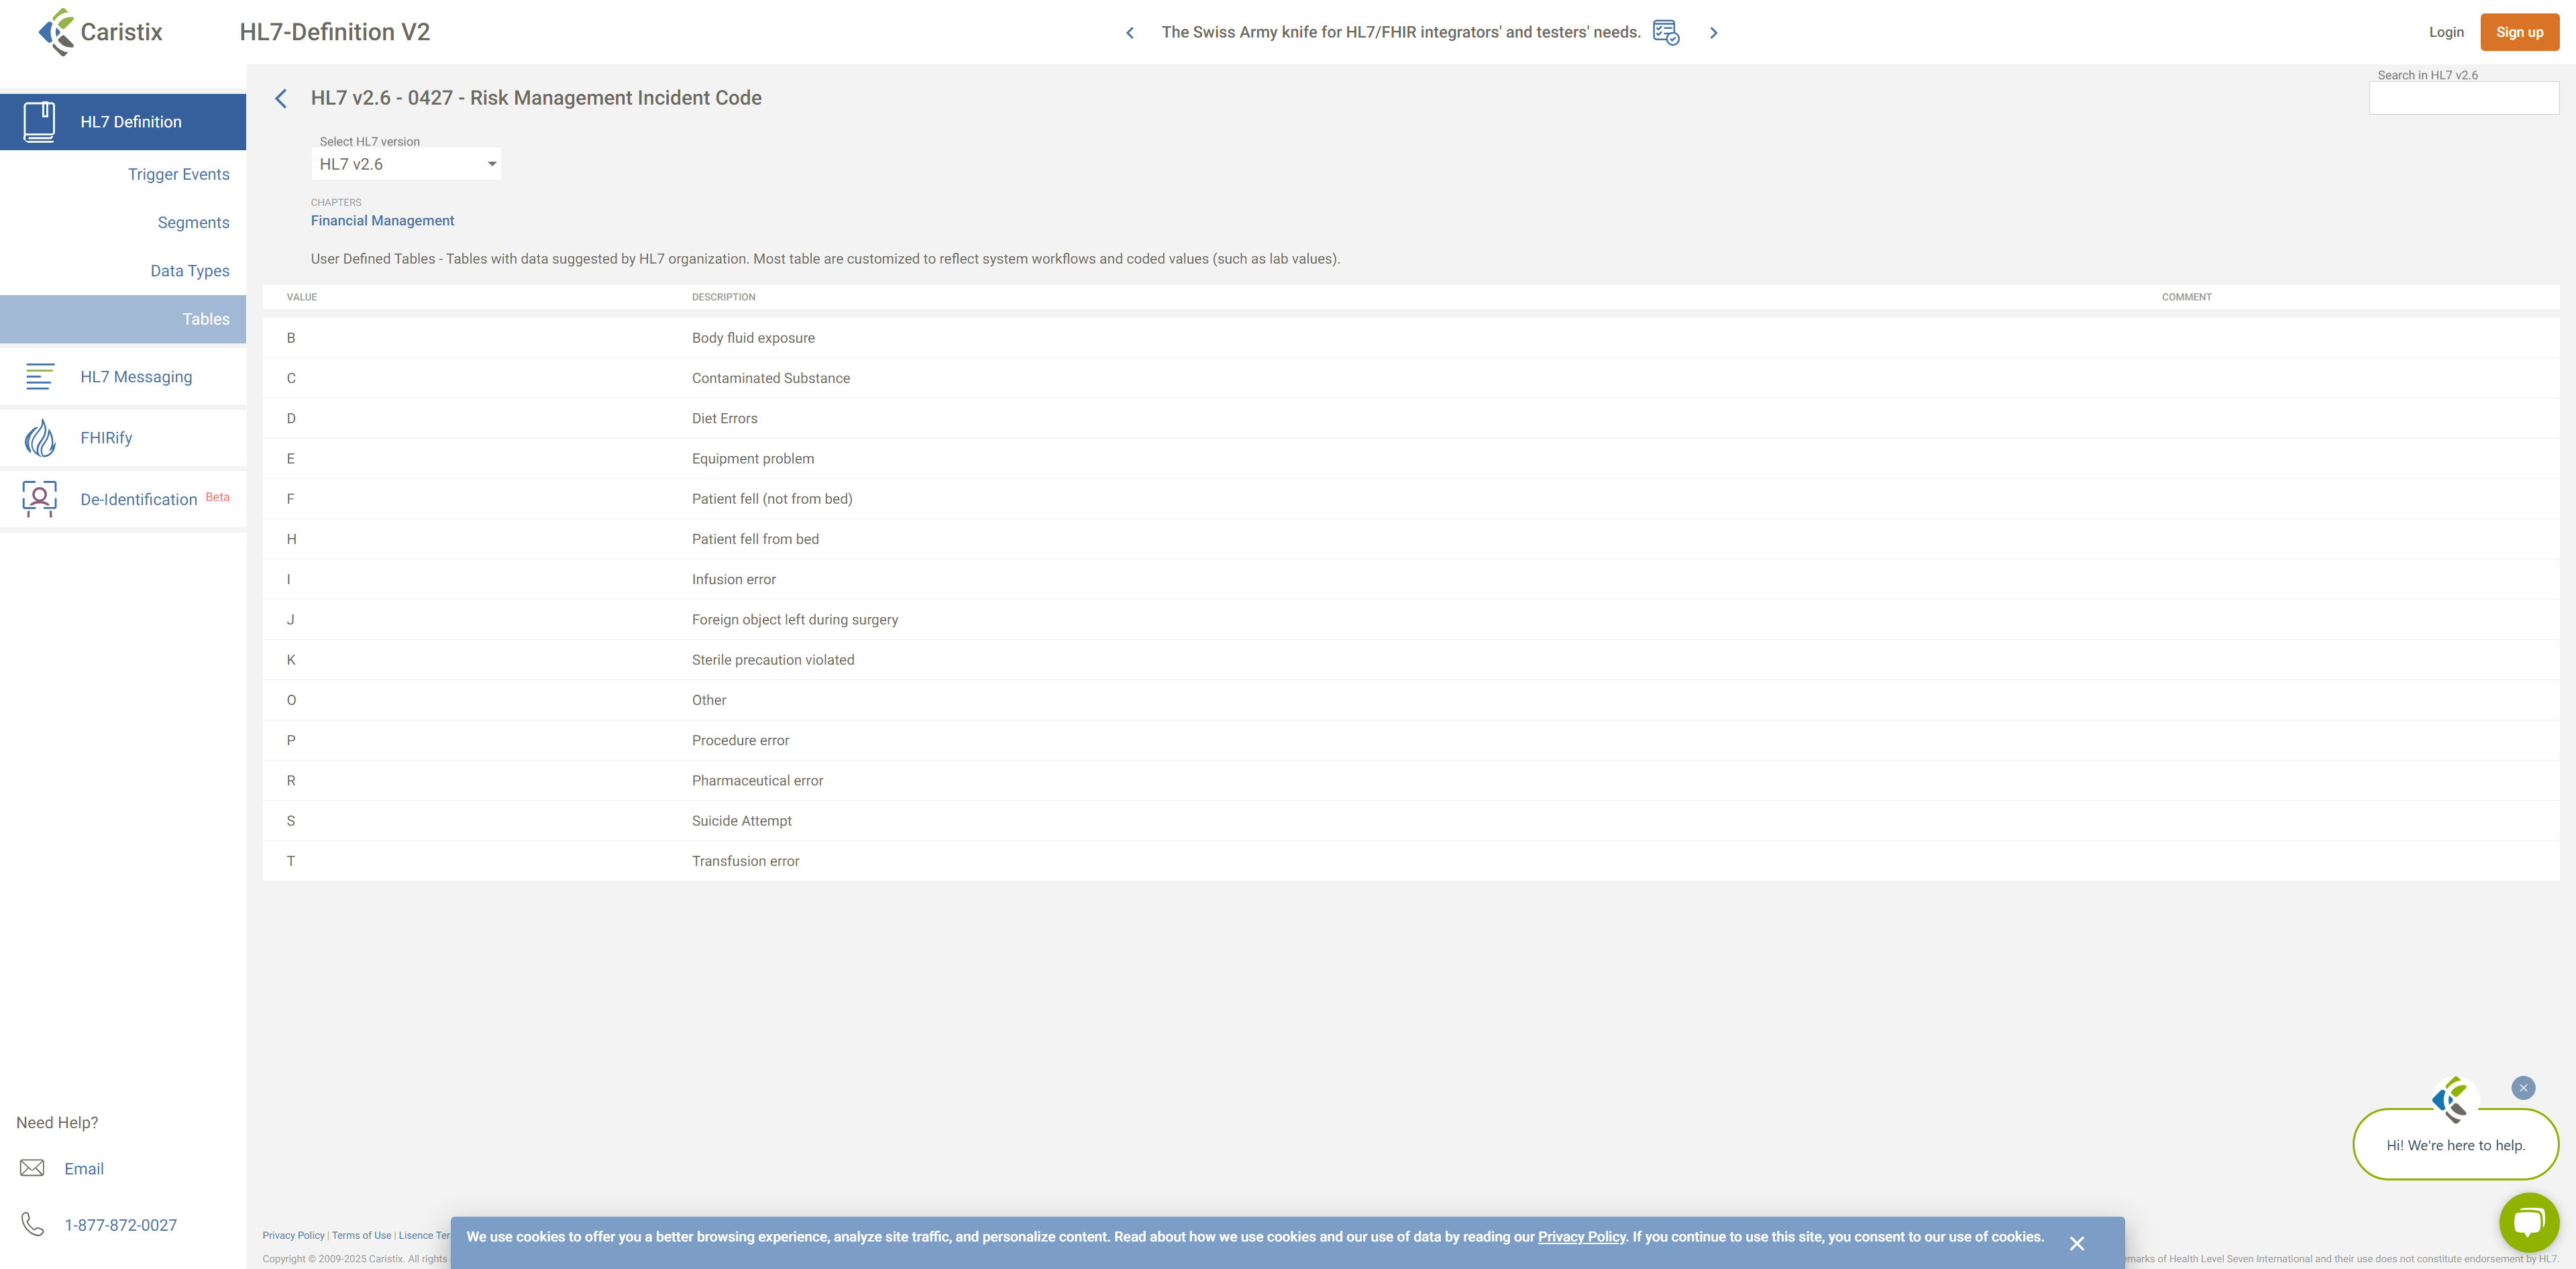 Caristix
HL7-Definition V2
The Swiss Army knife for HL7/FHIR integrators' and testers' needs.
Login
Sign up
HL7 Definition
Trigger Events
Segments
Data Types
Tables
HL7 Messaging
FHIRify
De-Identification Beta
Need Help?
Email
1-877-872-0027
HL7 v2.6 - 0427 - Risk Management Incident Code
Search in HL7 v2.6
Select HL7 version
HL7 v2.6
CHAPTERS
Financial Management
User Defined Tables - Tables with data suggested by HL7 organization. Most table are customized to reflect system workflows and coded values (such as lab values).
VALUE DESCRIPTION COMMENT
B Body fluid exposure
C Contaminated Substance
D Diet Errors
E Equipment problem
F Patient fell (not from bed)
H Patient fell from bed
I Infusion error
J Foreign object left during surgery
K Sterile precaution violated
O Other
P Procedure error
R Pharmaceutical error
S Suicide Attempt
T Transfusion error
Hi! We're here to help.
Privacy Policy | Terms of Use | Lisence Ter
We use cookies to offer you a better browsing experience, analyze site traffic, and personalize content. Read about how we use cookies and our use of data by reading our Privacy Policy. If you continue to use this site, you consent to our use of cookies.
Copyright © 2009-2025 Caristix. All rights
emarks of Health Level Seven International and their use does not constitute endorsement by HL7.